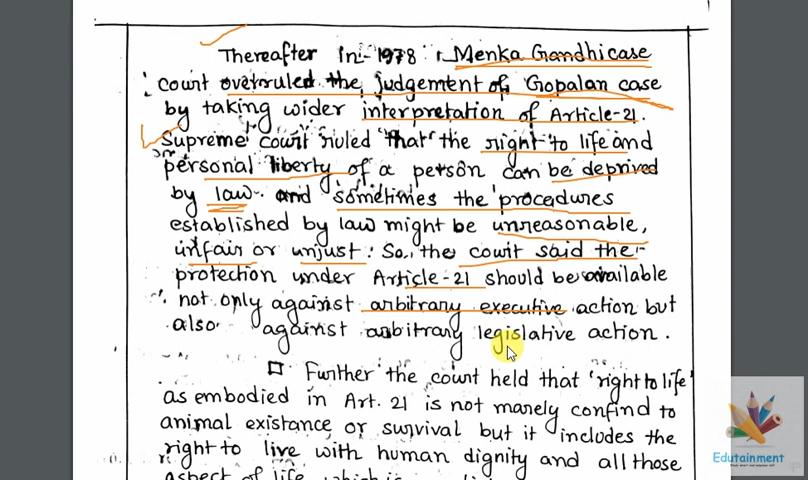 Thereafter in 1978, Menka Gandhi case
court overruled the judgement of Gopalan case
by taking wider interpretation of Article-21.
Supreme court ruled that the right to life and
personal liberty of a person can be deprived
by law and sometimes the procedures
established by law might be unreasonable,
unfair or unjust. So, the court said the
protection under Article-21 should be available
not only against arbitrary executive action but
also against arbitrary legislative action.
Further the court held that 'right to life'
as embodied in Art. 21 is not marely confind to
animal existance or survival but it includes the
right to live with human dignity and all those
aspect of life which is
Edutainment